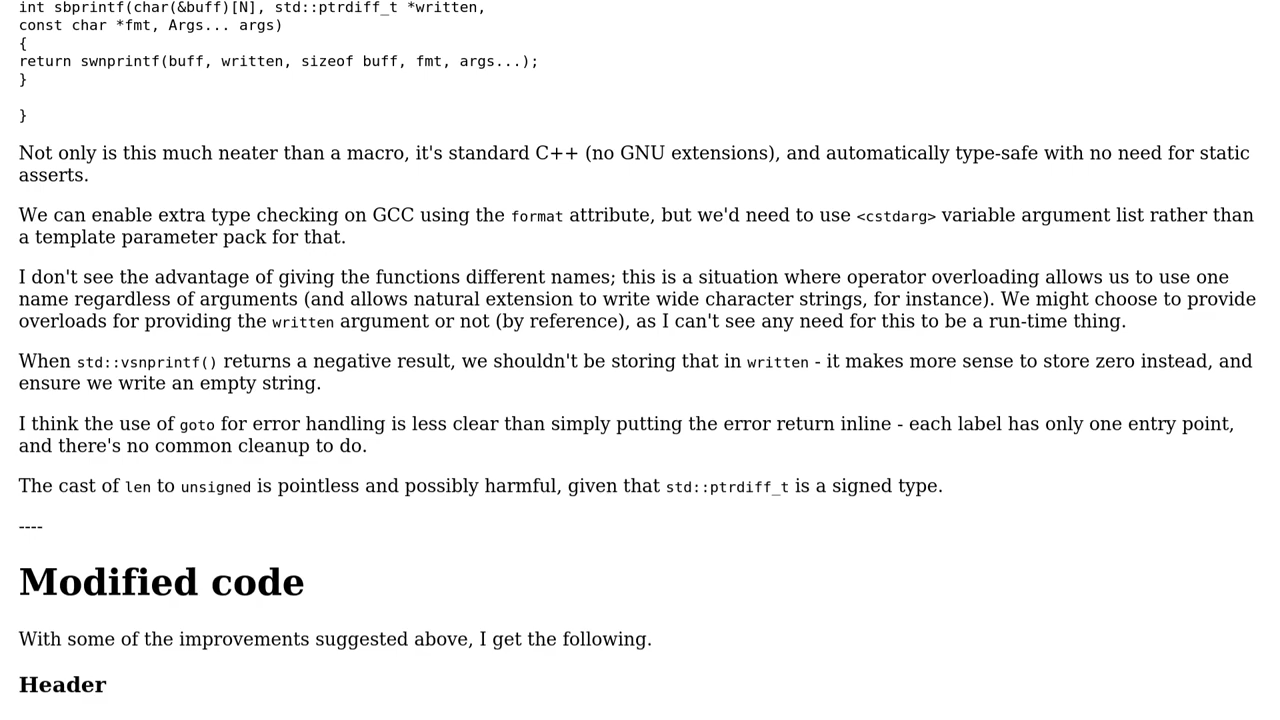 int sbprintf(char(&buff)[N], std::ptrdiff_t *written,
const char *fmt, Args... args)
{
return swnprintf(buff, written, sizeof buff, fmt, args...);
}
}
Not only is this much neater than a macro, it's standard C++ (no GNU extensions), and automatically type-safe with no need for static
asserts.
We can enable extra type checking on GCC using the format attribute, but we'd need to use <cstdarg> variable argument list rather than
a template parameter pack for that.
I don't see the advantage of giving the functions different names; this is a situation where operator overloading allows us to use one
name regardless of arguments (and allows natural extension to write wide character strings, for instance). We might choose to provide
overloads for providing the written argument or not (by reference), as I can't see any need for this to be a run-time thing.
When std::vsnprintf() returns a negative result, we shouldn't be storing that in written - it makes more sense to store zero instead, and
ensure we write an empty string.
I think the use of goto for error handling is less clear than simply putting the error return inline - each label has only one entry point,
and there's no common cleanup to do.
The cast of len to unsigned is pointless and possibly harmful, given that std::ptrdiff_t is a signed type.
----
Modified code
With some of the improvements suggested above, I get the following.
Header